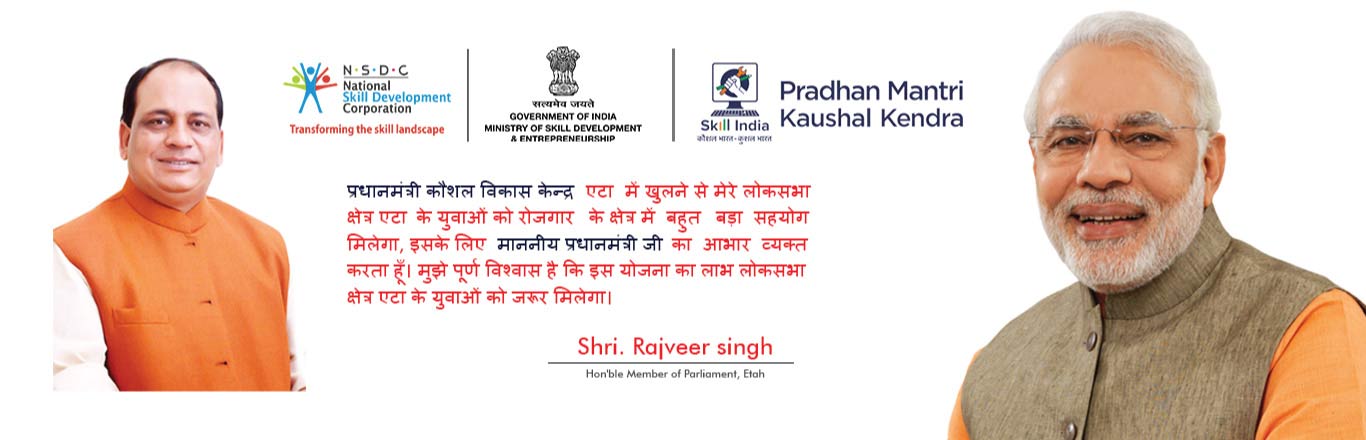 N·S·D·C
National
Skill Development
Corporation
Transforming the skill landscape
सत्यमेव जयते
GOVERNMENT OF INDIA
MINISTRY OF SKILL DEVELOPMENT
& ENTREPRENEURSHIP
Skill India
कौशल भारत-कुशल भारत
Pradhan Mantri
Kaushal Kendra
प्रधानमंत्री कौशल विकास केन्द्र एटा में खुलने से मेरे लोकसभा
क्षेत्र एटा के युवाओं को रोजगार के क्षेत्र में बहुत बड़ा सहयोग
मिलेगा, इसके लिए माननीय प्रधानमंत्री जी का आभार व्यक्त
करता हूँ। मुझे पूर्ण विश्वास है कि इस योजना का लाभ लोकसभा
क्षेत्र एटा के युवाओं को जरूर मिलेगा।
Shri. Rajveer singh
Hon'ble Member of Parliament, Etah